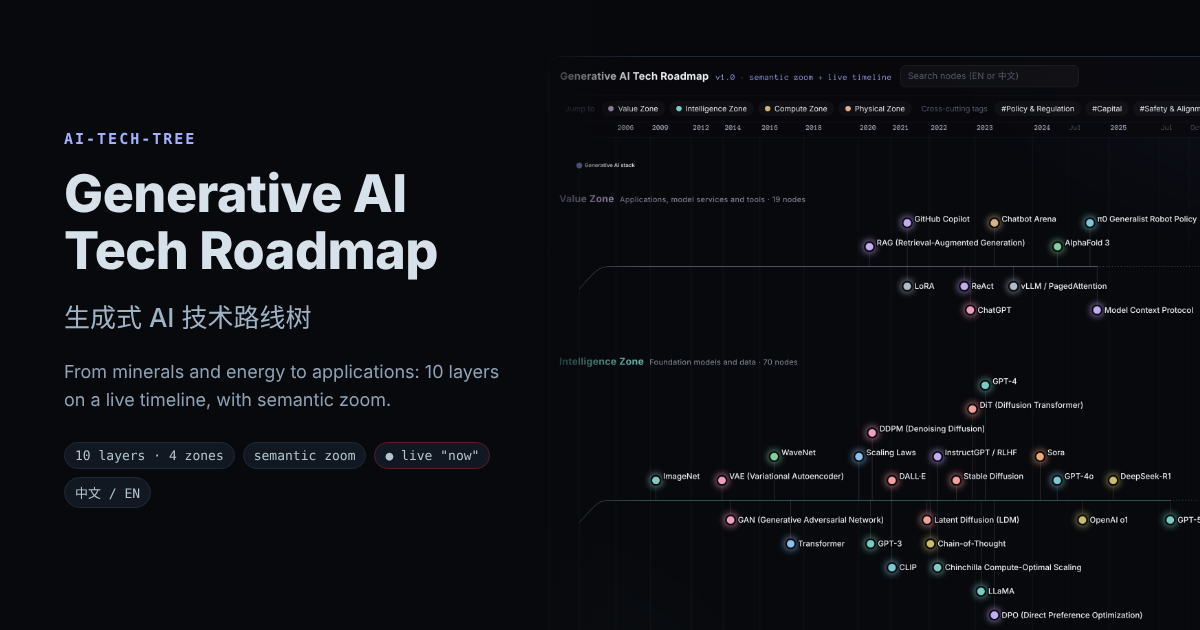 AI-TECH-TREE
Generative AI
Tech Roadmap
生成式 AI 技术路线树
From minerals and energy to applications: 10 layers
on a live timeline, with semantic zoom.
10 layers · 4 zones
semantic zoom
● live "now"
中文 / EN
Generative AI Tech Roadmap v1.0 · semantic zoom + live timeline
Search nodes (EN or 中文)
Jump to
Value Zone
Intelligence Zone
Compute Zone
Physical Zone
Cross-cutting tags
#Policy & Regulation
#Capital
#Safety & Alignm
2006 2009 2012 2014 2016 2018 2020 2021 2022 2023 2024 Jul 2025 Jul
Generative AI stack
Value Zone Applications, model services and tools · 19 nodes
GitHub Copilot
Chatbot Arena
π0 Generalist Robot Policy
RAG (Retrieval-Augmented Generation)
AlphaFold 3
LoRA
ReAct
vLLM / PagedAttention
ChatGPT
Model Context Protocol
Intelligence Zone Foundation models and data · 70 nodes
GPT-4
DiT (Diffusion Transformer)
DDPM (Denoising Diffusion)
WaveNet
Scaling Laws
InstructGPT / RLHF
Sora
ImageNet
VAE (Variational Autoencoder)
DALL·E
Stable Diffusion
GPT-4o
DeepSeek-R1
GAN (Generative Adversarial Network)
Latent Diffusion (LDM)
OpenAI o1
GPT-5
Transformer
GPT-3
Chain-of-Thought
CLIP
Chinchilla Compute-Optimal Scaling
LLaMA
DPO (Direct Preference Optimization)